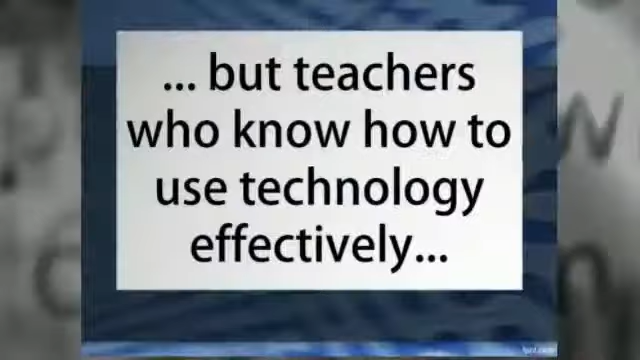 ... but teachers
who know how to
use technology
effectively...